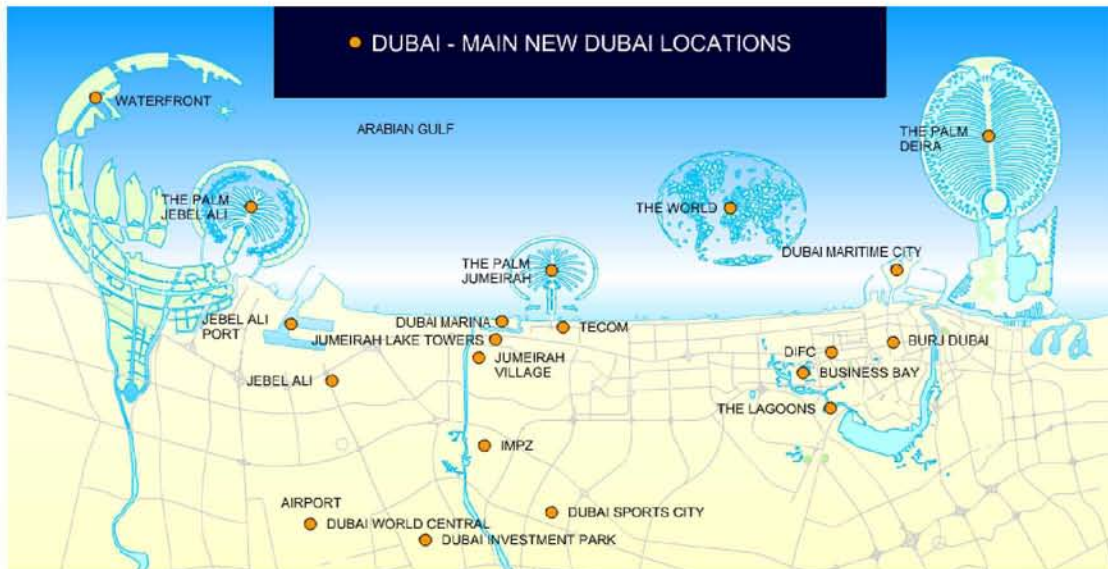 DUBAI - MAIN NEW DUBAI LOCATIONS
WATERFRONT
ARABIAN GULF
THE PALM
DEIRA
THE PALM
JEBEL ALI
THE WORLD
DUBAI MARITIME CITY
THE PALM
JUMEIRAH
JEBEL ALI
PORT
DUBAI MARINA
TECOM
JUMEIRAH LAKE TOWERS
BURJ DUBAI
DIFC
JUMEIRAH
VILLAGE
BUSINESS BAY
JEBEL ALI
THE LAGOONS
IMPZ
AIRPORT
DUBAI WORLD CENTRAL
DUBAI SPORTS CITY
DUBAI INVESTMENT PARK